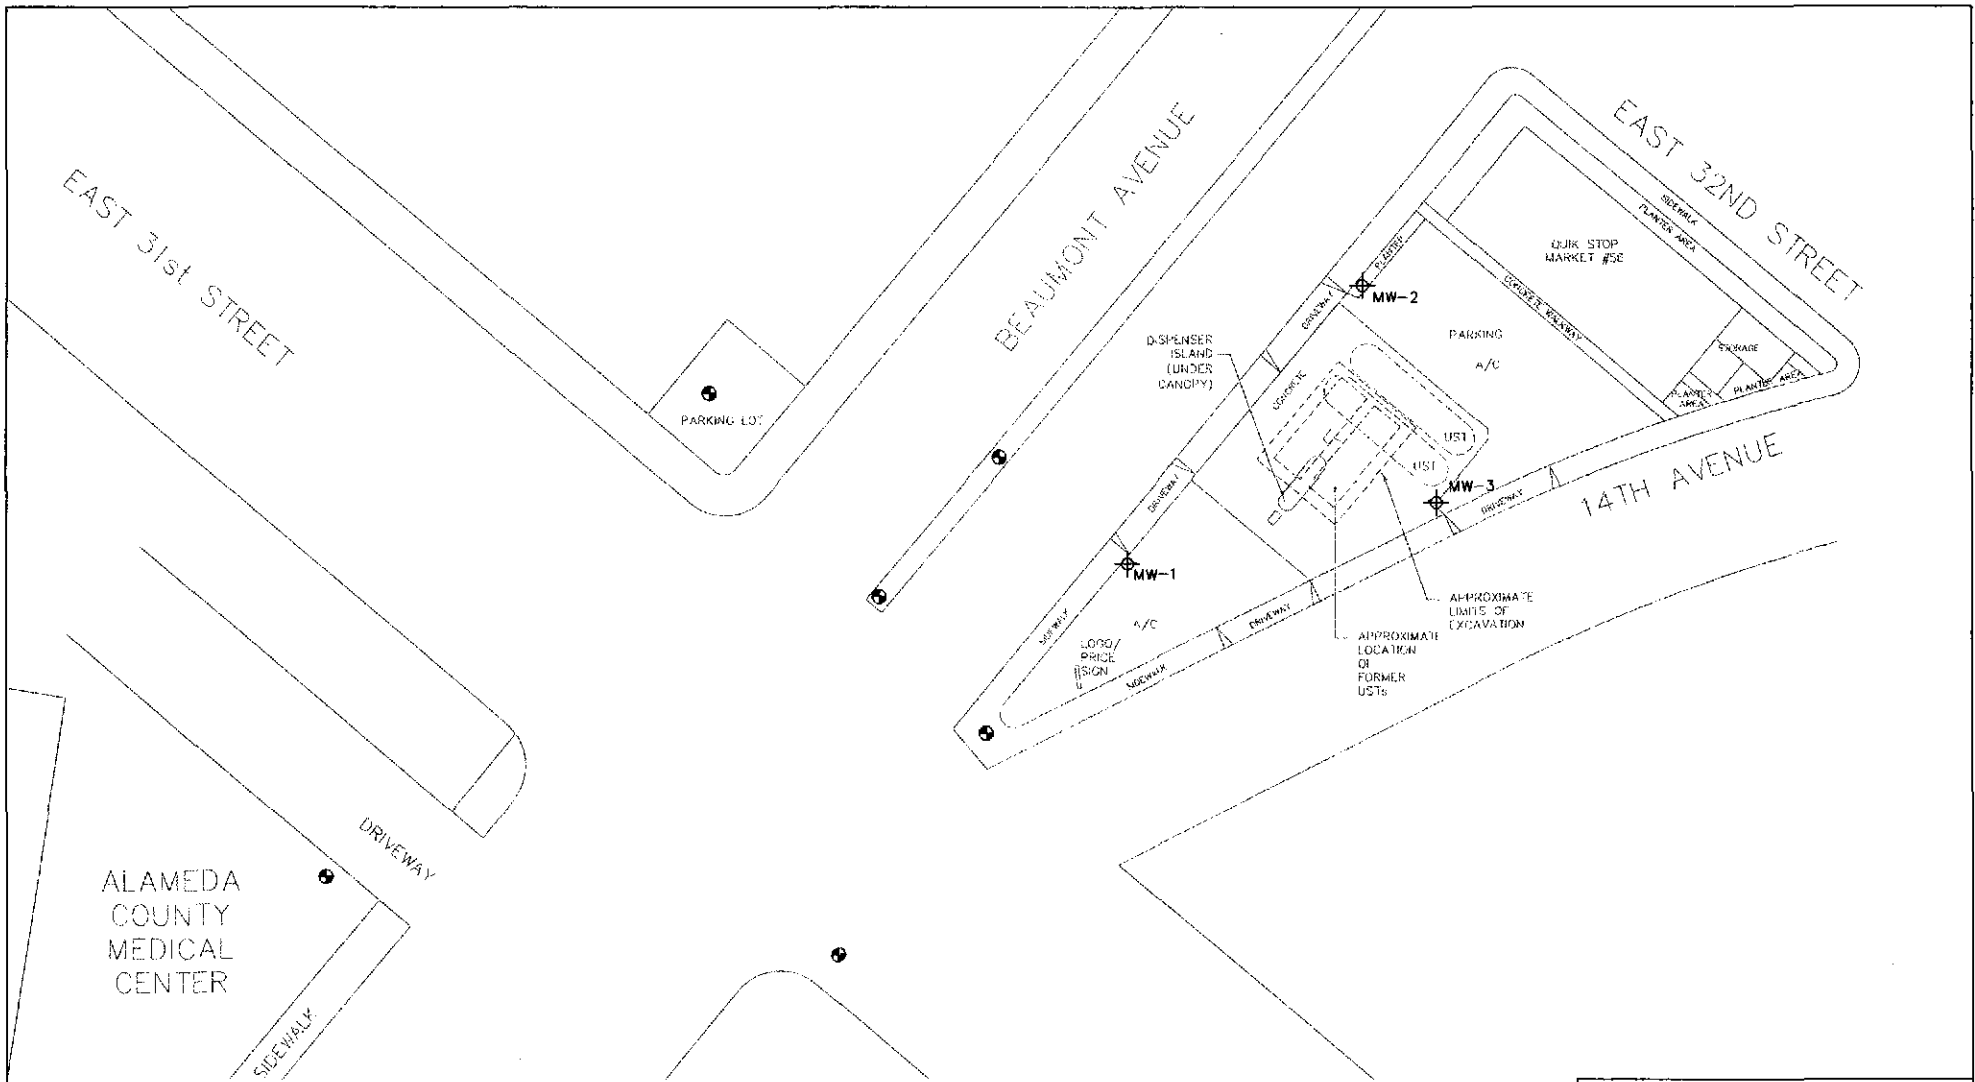 EAST 31st STREET
BEAUMONT AVENUE
EAST 32ND STREET
SIDEWALK
PLANTER AREA
QUIK STOP
MARKET #56
CONCRETE WALKWAY
PLANTER
MW-2
DRIVEWAY
PARKING
A/C
STORAGE
PLANTER AREA
PLANTER
AREA
DISPENSER
ISLAND
(UNDER
CANOPY)
CONCRETE
UST
UST
PARKING LOT
MW-3
DRIVEWAY
14TH AVENUE
DRIVEWAY
MW-1
APPROXIMATE
LIMITS OF
EXCAVATION
APPROXIMATE
LOCATION
OF
FORMER
USTs
SIDEWALK
A/C
LOGO/
PRICE
SIGN
DRIVEWAY
SIDEWALK
DRIVEWAY
ALAMEDA
COUNTY
MEDICAL
CENTER
SIDEWALK